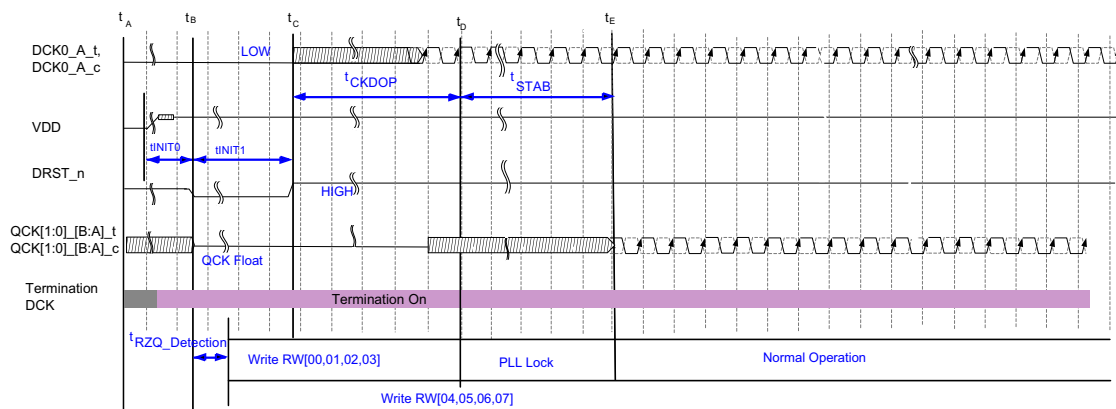 tA tB tC tD tE
DCK0_A_t,
DCK0_A_c
LOW
tCKDOP
tSTAB
VDD
tINIT0
tINIT1
DRST_n
HIGH
QCK[1:0]_[B:A]_t
QCK[1:0]_[B:A]_c
QCK Float
Termination
DCK
Termination On
tRZQ_Detection
Write RW[00,01,02,03]
PLL Lock
Normal Operation
Write RW[04,05,06,07]